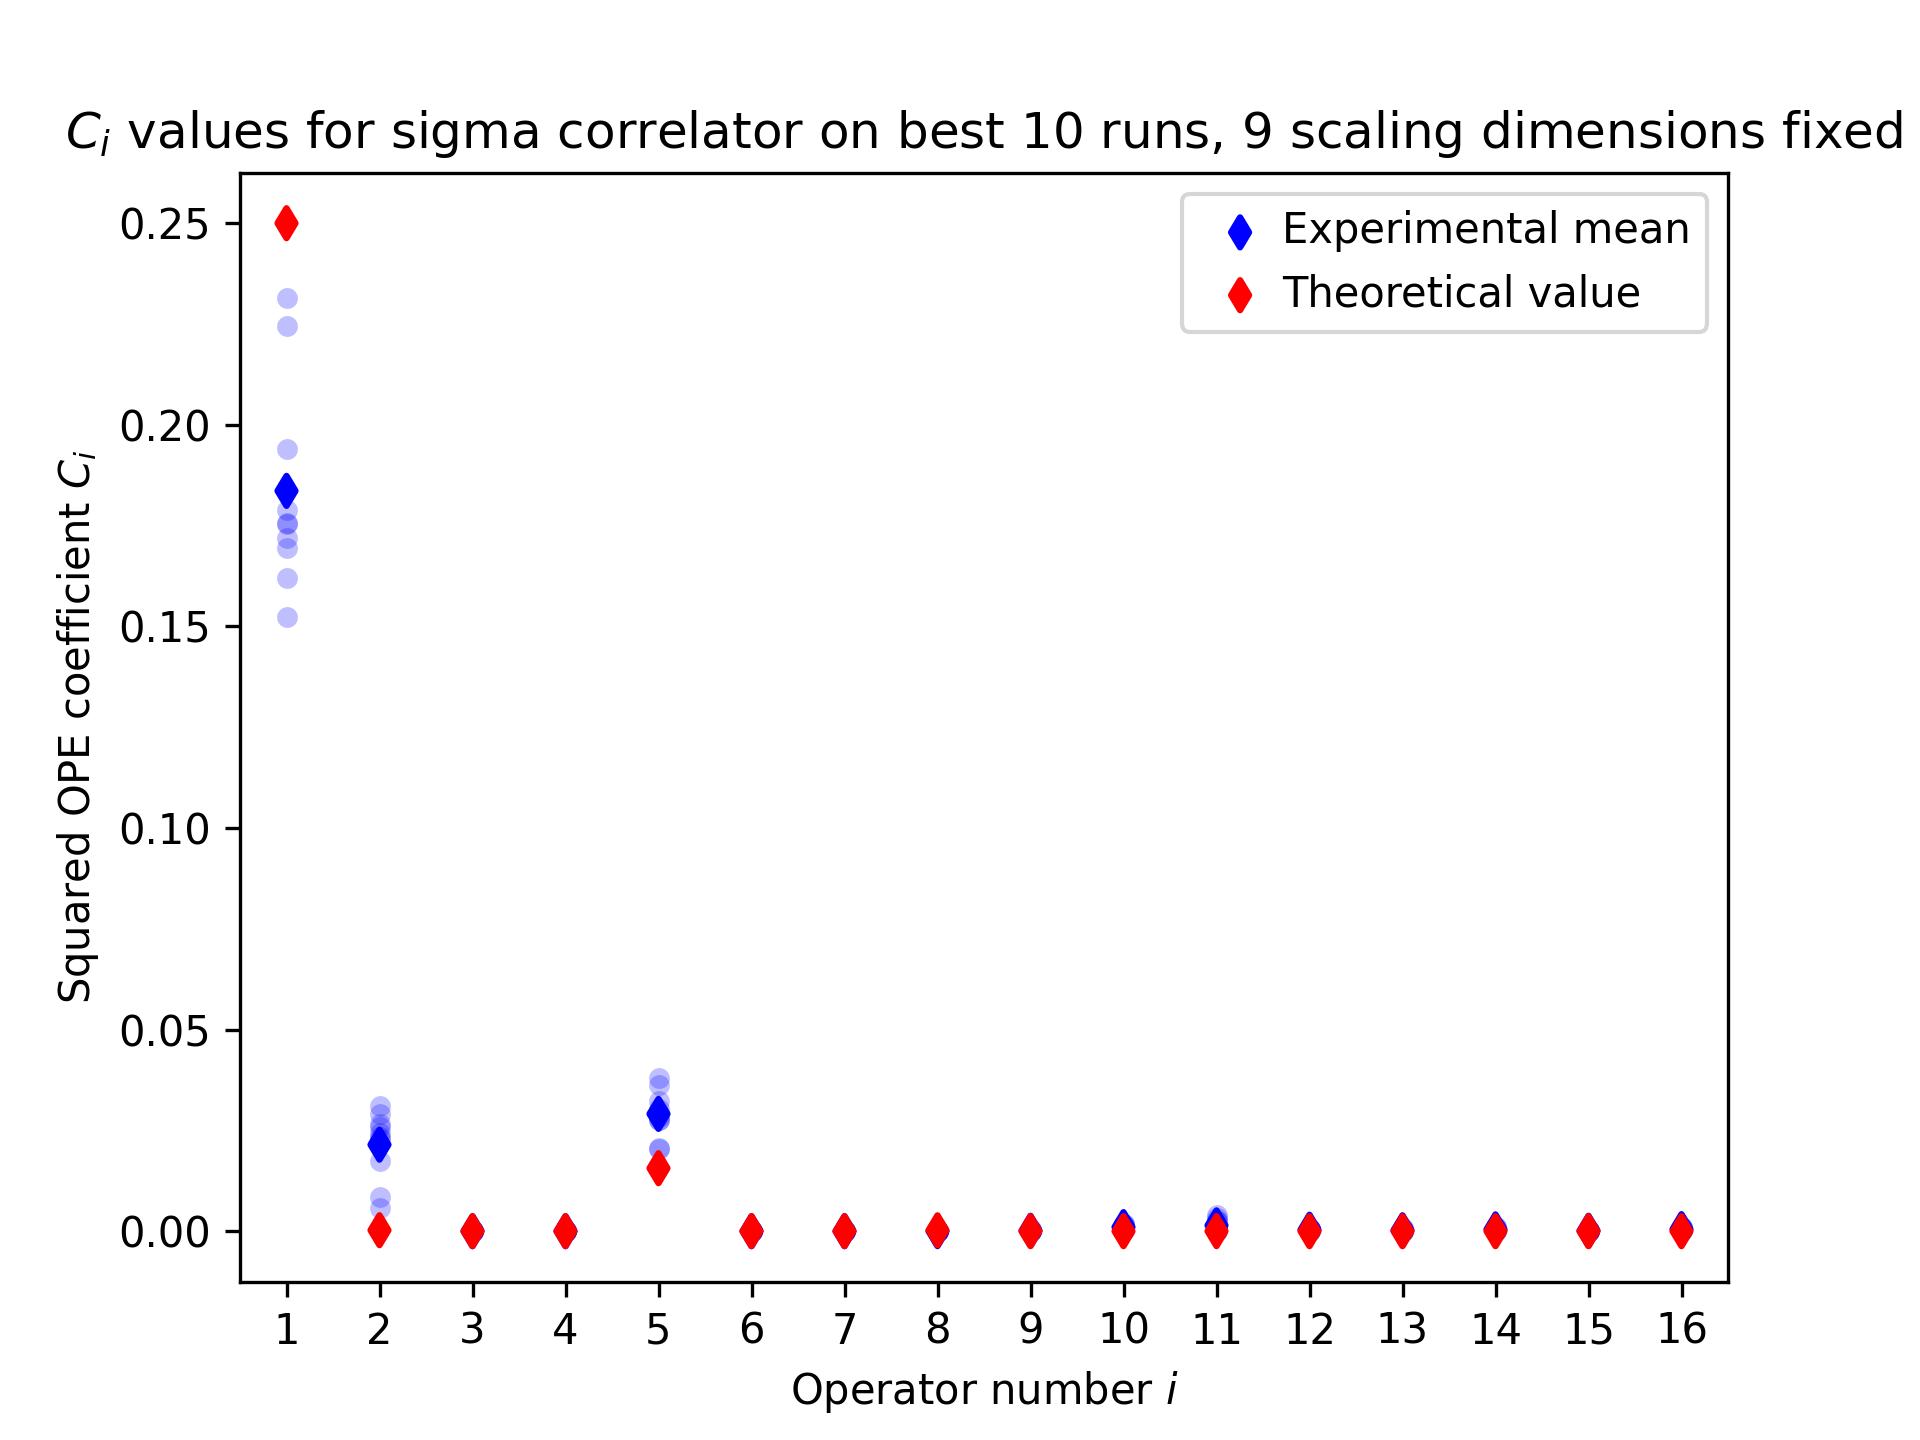 C_i values for sigma correlator on best 10 runs, 9 scaling dimensions fixed
Experimental mean
Theoretical value
Squared OPE coefficient C_i
0.25
0.20
0.15
0.10
0.05
0.00
1 2 3 4 5 6 7 8 9 10 11 12 13 14 15 16
Operator number i